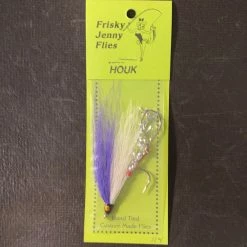 Frisky
Jenny
Flies
HOUK
Hand Tied
Custom Made Flies